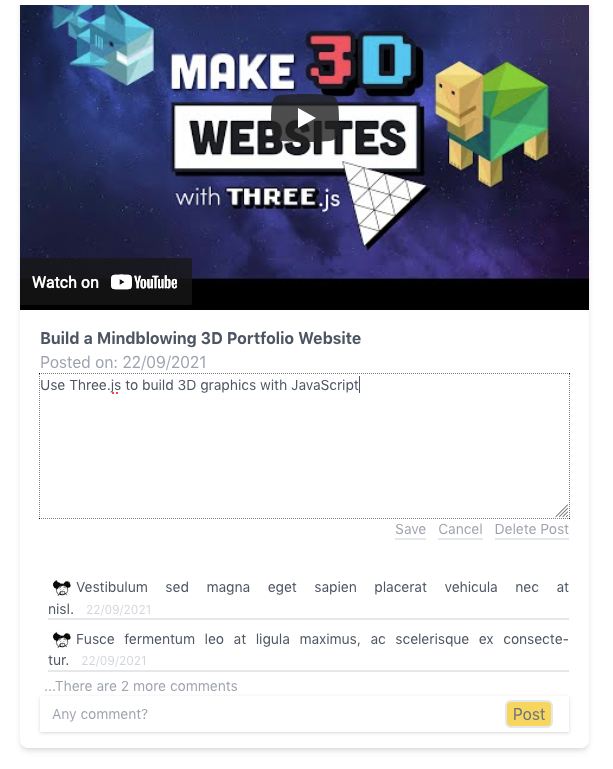 MAKE 3D
WEBSITES
with THREE.js
Watch on YouTube
Build a Mindblowing 3D Portfolio Website
Posted on: 22/09/2021
Use Three.js to build 3D graphics with JavaScript
Save Cancel Delete Post
Vestibulum sed magna eget sapien placerat vehicula nec at
nisl. 22/09/2021
Fusce fermentum leo at ligula maximus, ac scelerisque ex consecte-
tur. 22/09/2021
...There are 2 more comments
Any comment? Post